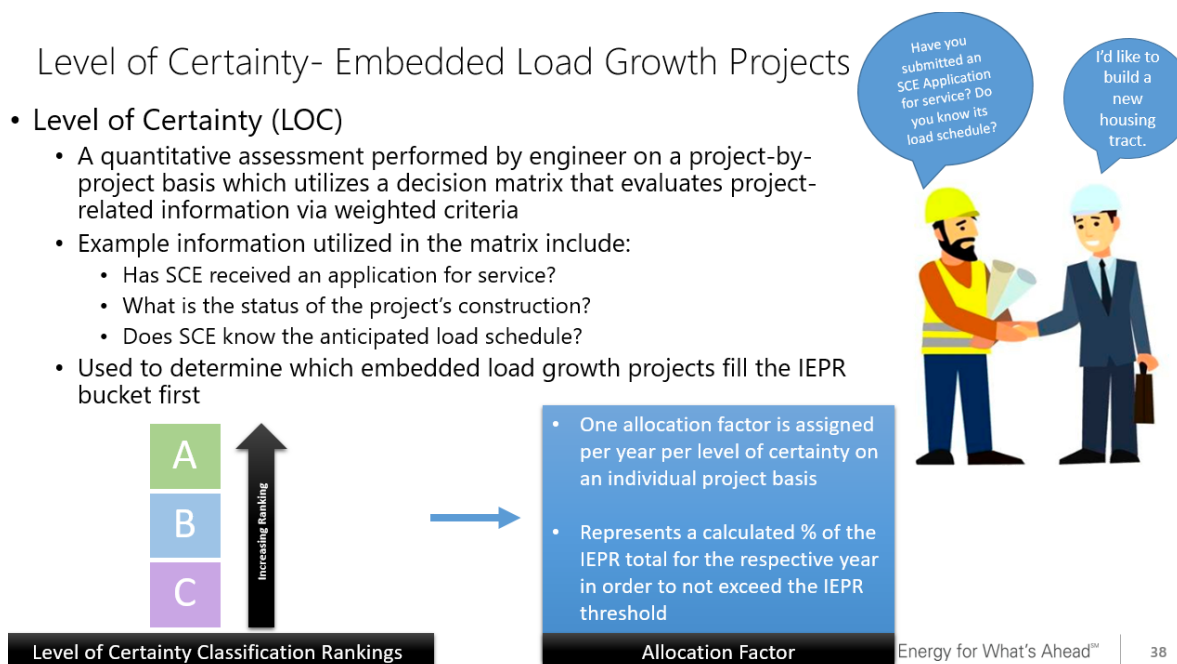 Level of Certainty- Embedded Load Growth Projects
• Level of Certainty (LOC)
• A quantitative assessment performed by engineer on a project-by-
project basis which utilizes a decision matrix that evaluates project-
related information via weighted criteria
• Example information utilized in the matrix include:
• Has SCE received an application for service?
• What is the status of the project's construction?
• Does SCE know the anticipated load schedule?
• Used to determine which embedded load growth projects fill the IEPR
bucket first
Have you
submitted an
SCE Application
for service? Do
you know its
load schedule?
I'd like to
build a
new
housing
tract.
A
B
C
Increasing Ranking
Level of Certainty Classification Rankings
• One allocation factor is assigned
per year per level of certainty on
an individual project basis
• Represents a calculated % of the
IEPR total for the respective year
in order to not exceed the IEPR
threshold
Allocation Factor
Energy for What's Ahead℠
38